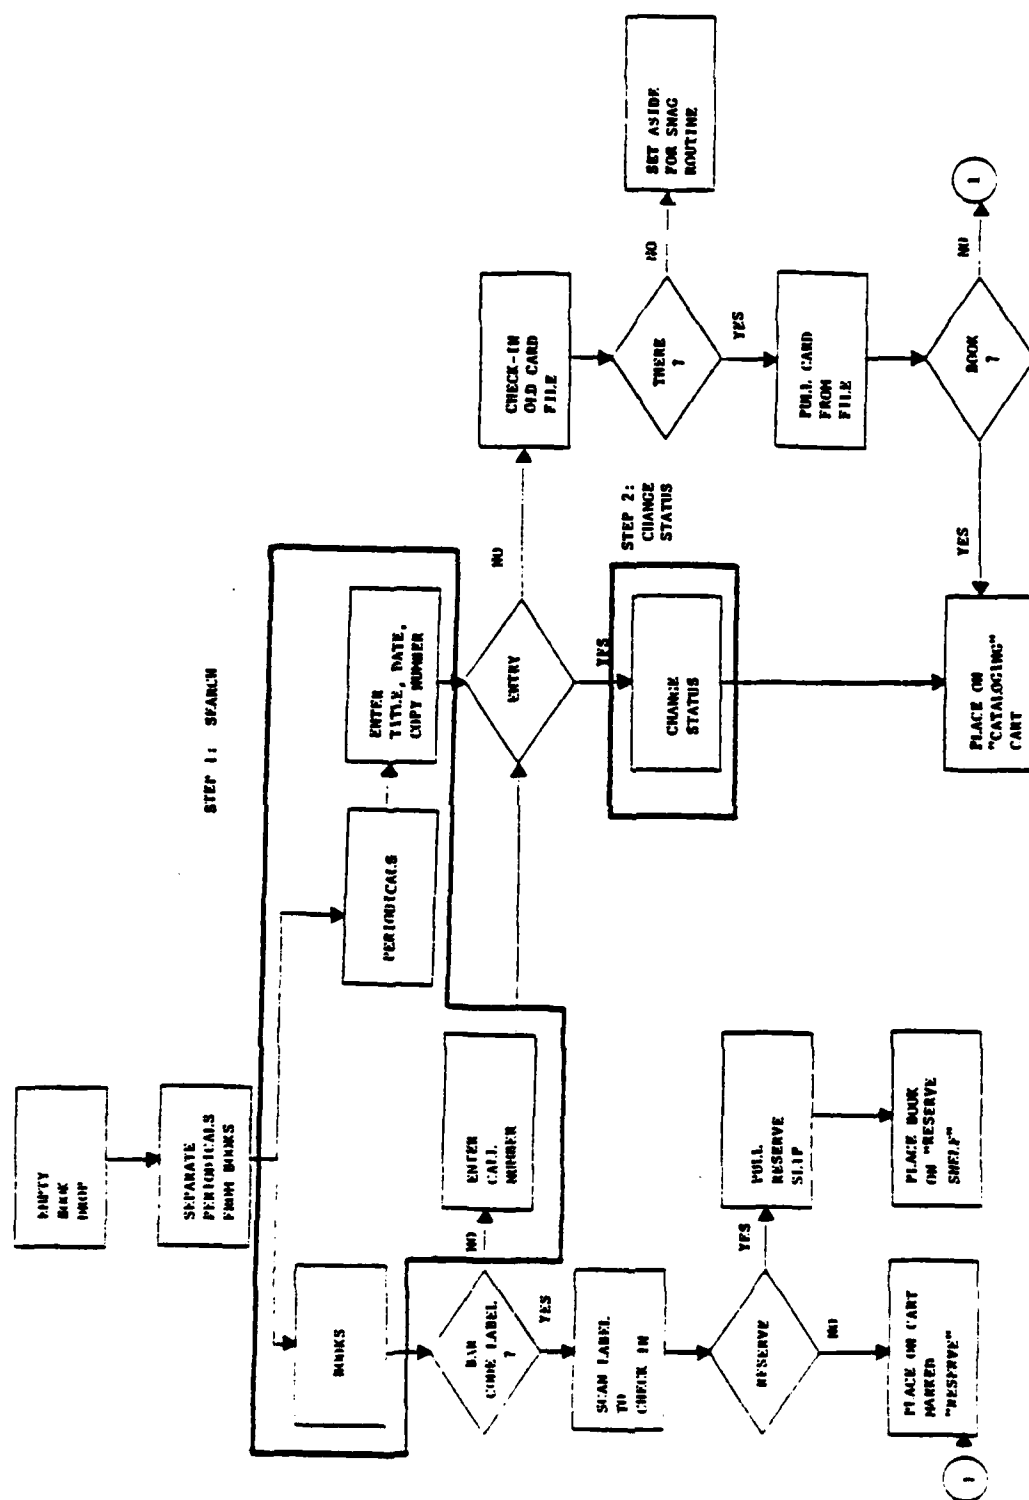 EMPTY
BOOK
DROP
SEPARATE
PERIODICALS
FROM BOOKS
STEP 1: SEARCH
BOOKS
PERIODICALS
ENTER
TITLE, DATE,
COPY NUMBER
BAR
CODE LABEL
?
NO
ENTER
CALL
NUMBER
ENTRY
NO
CHECK-IN
OLD CARD
FILE
YES
SCAN LABEL
TO
CHECK IN
YES
STEP 2:
CHANGE
STATUS
CHANGE
STATUS
THERE
?
NO
SET ASIDE
FOR SNAG
ROUTINE
RESERVE
YES
PULL
RESERVE
SLIP
YES
PULL CARD
FROM
FILE
NO
PLACE ON CART
MARKED
"RESERVE"
1
PLACE BOOK
ON "RESERVE
SHELF"
PLACE ON
"CATALOGING"
CART
YES
BOOK
?
NO
1